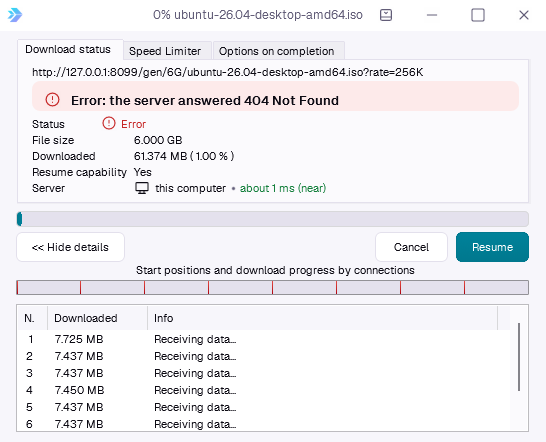 0% ubuntu-26.04-desktop-amd64.iso
Download status
Speed Limiter
Options on completion
http://127.0.0.1:8099/gen/6G/ubuntu-26.04-desktop-amd64.iso?rate=256K
Error: the server answered 404 Not Found
Status Error
File size 6.000 GB
Downloaded 61.374 MB ( 1.00 % )
Resume capability Yes
Server this computer • about 1 ms (near)
<< Hide details Cancel Resume
Start positions and download progress by connections
N. Downloaded Info
1 7.725 MB Receiving data...
2 7.437 MB Receiving data...
3 7.437 MB Receiving data...
4 7.450 MB Receiving data...
5 7.437 MB Receiving data...
6 7.437 MB Receiving data...